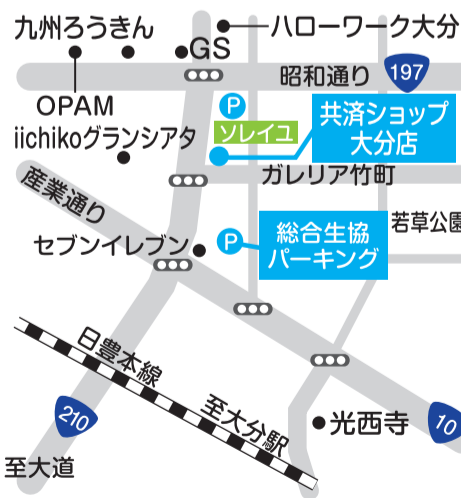 九州ろうきん
ハローワーク大分
GS
昭和通り
197
OPAM
P
共済ショップ
大分店
iichikoグランシアタ
ソレイユ
ガレリア竹町
産業通り
若草公園
セブンイレブン
P
総合生協
パーキング
日豊本線
至大分駅
210
光西寺
10
至大道